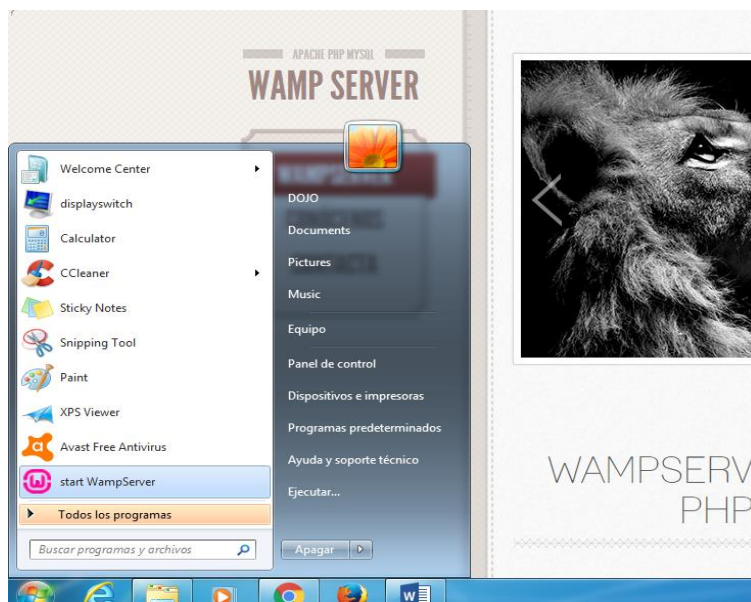 APACHE PHP MYSQL
WAMP SERVER
WAMPSERVER
Welcome Center
displayswitch
Calculator
CCleaner
Sticky Notes
Snipping Tool
Paint
XPS Viewer
Avast Free Antivirus
start WampServer
Todos los programas
Buscar programas y archivos
DOJO
Documents
Pictures
Music
Equipo
Panel de control
Dispositivos e impresoras
Programas predeterminados
Ayuda y soporte técnico
Ejecutar...
Apagar
WAMPSERV
PHP